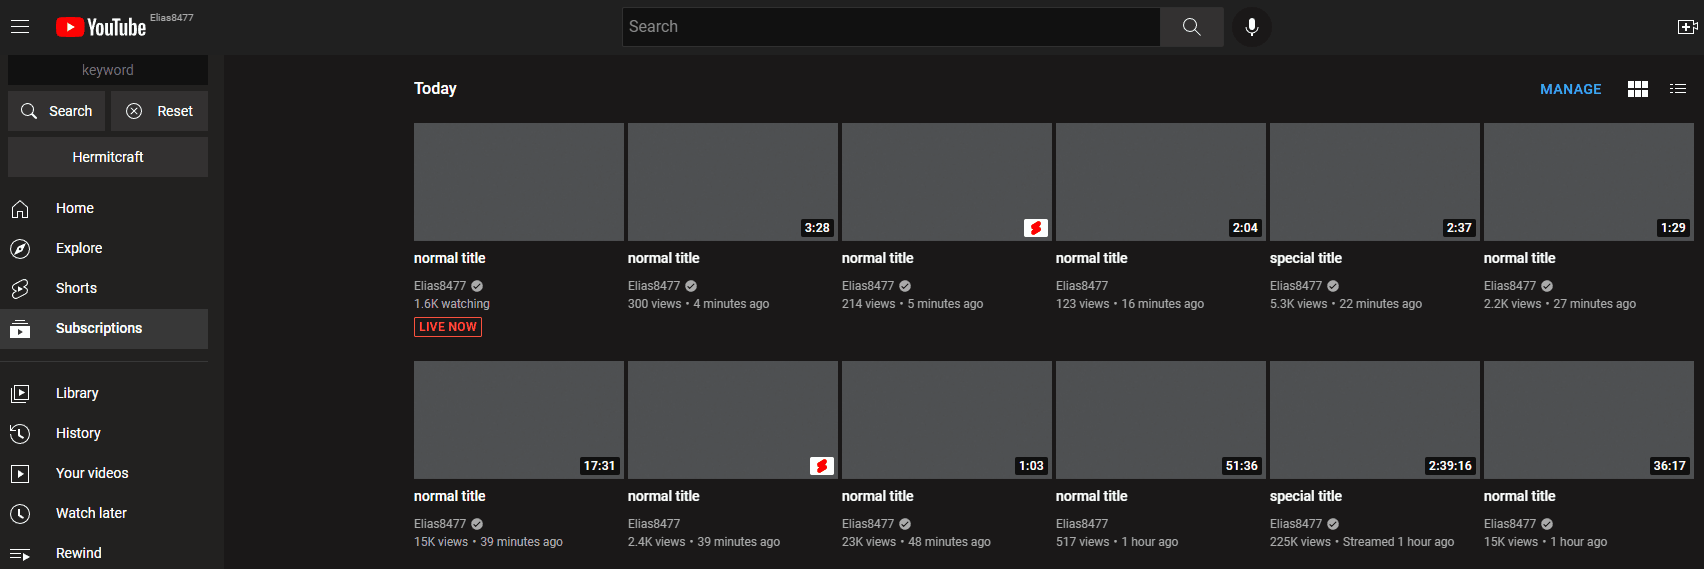 YouTube Elias8477
Search
keyword
Search Reset
Hermitcraft
Home
Explore
Shorts
Subscriptions
Library
History
Your videos
Watch later
Rewind
Today MANAGE
3:28 2:04 2:37 1:29
normal title normal title normal title normal title special title normal title
Elias8477 Elias8477 Elias8477 Elias8477 Elias8477 Elias8477
1.6K watching 300 views • 4 minutes ago 214 views • 5 minutes ago 123 views • 16 minutes ago 5.3K views • 22 minutes ago 2.2K views • 27 minutes ago
LIVE NOW
17:31 1:03 51:36 2:39:16 36:17
normal title normal title normal title normal title special title normal title
Elias8477 Elias8477 Elias8477 Elias8477 Elias8477 Elias8477
15K views • 39 minutes ago 2.4K views • 39 minutes ago 23K views • 48 minutes ago 517 views • 1 hour ago 225K views • Streamed 1 hour ago 15K views • 1 hour ago